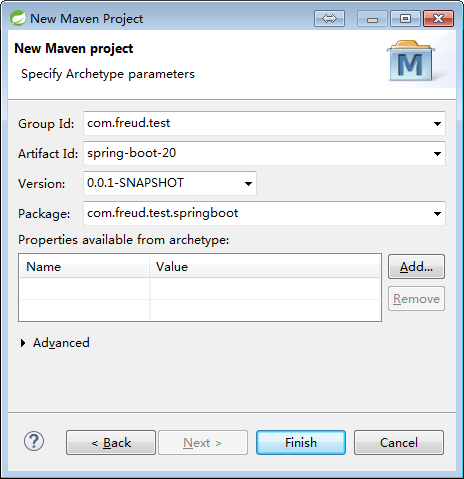 New Maven Project
New Maven project
Specify Archetype parameters
M
Group Id: com.freud.test
Artifact Id: spring-boot-20
Version: 0.0.1-SNAPSHOT
Package: com.freud.test.springboot
Properties available from archetype:
Name Value
Add...
Remove
Advanced
? < Back Next > Finish Cancel